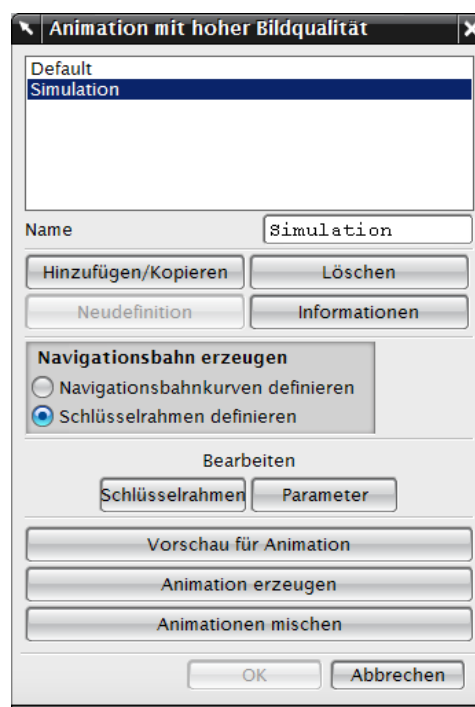 Animation mit hoher Bildqualität
Default
Simulation
Name Simulation
Hinzufügen/Kopieren Löschen
Neudefinition Informationen
Navigationsbahn erzeugen
Navigationsbahnkurven definieren
Schlüsselrahmen definieren
Bearbeiten
Schlüsselrahmen Parameter
Vorschau für Animation
Animation erzeugen
Animationen mischen
OK Abbrechen